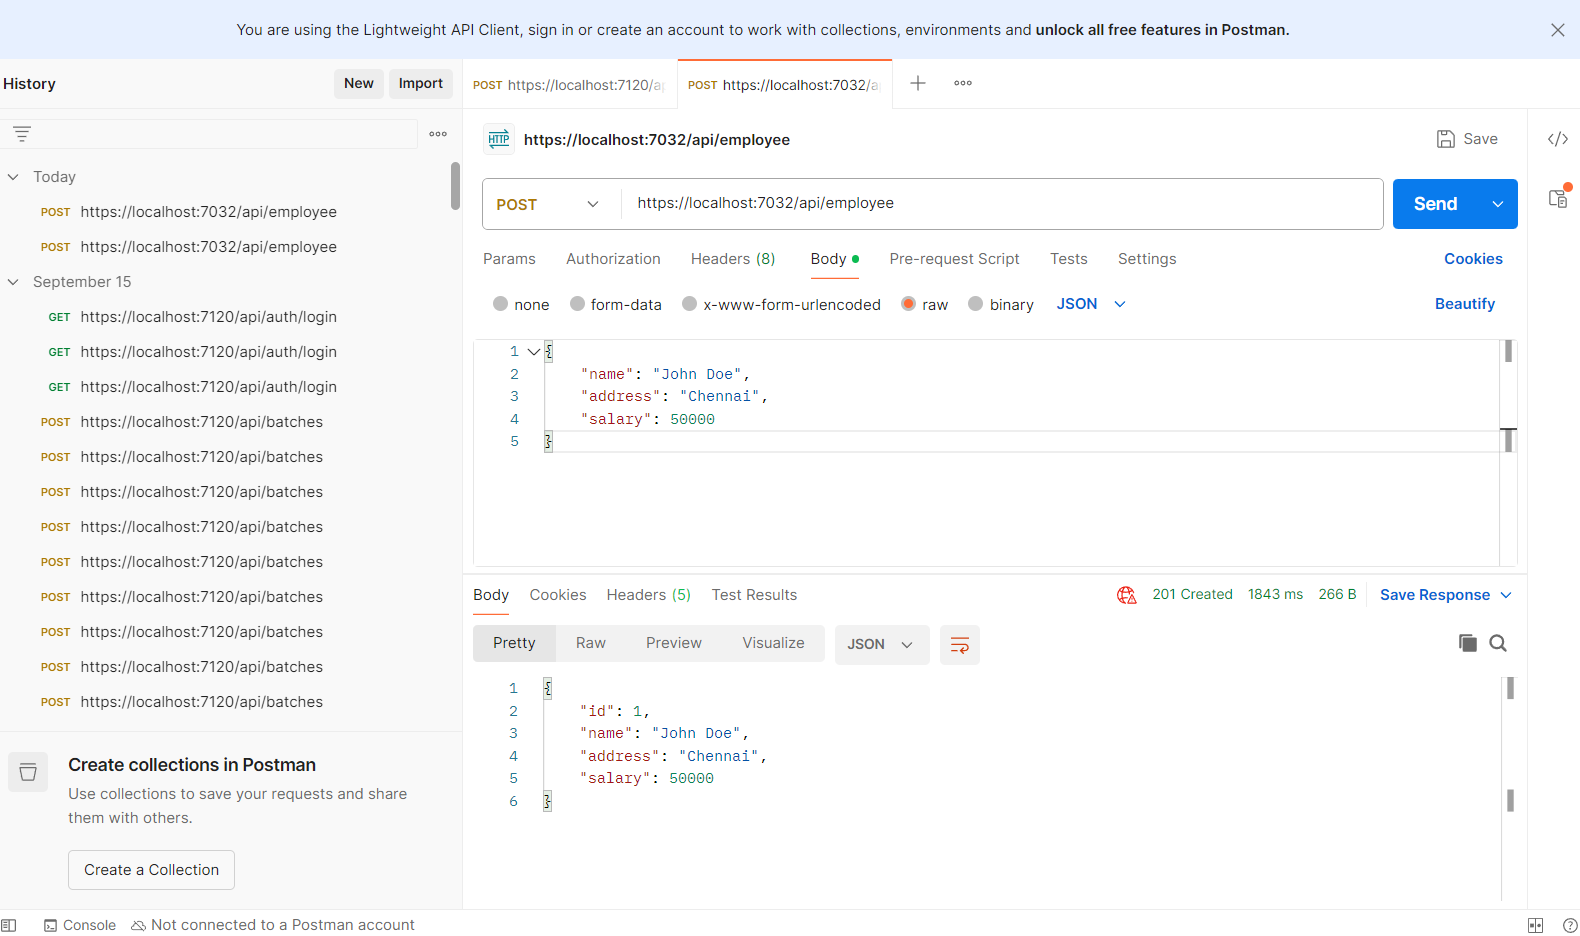 You are using the Lightweight API Client, sign in or create an account to work with collections, environments and unlock all free features in Postman.
History
New
Import
POST https://localhost:7120/ap
POST https://localhost:7032/a
HTTP https://localhost:7032/api/employee
Save
Today
POST https://localhost:7032/api/employee
POST https://localhost:7032/api/employee
September 15
GET https://localhost:7120/api/auth/login
GET https://localhost:7120/api/auth/login
GET https://localhost:7120/api/auth/login
POST https://localhost:7120/api/batches
POST https://localhost:7120/api/batches
POST https://localhost:7120/api/batches
POST https://localhost:7120/api/batches
POST https://localhost:7120/api/batches
POST https://localhost:7120/api/batches
POST https://localhost:7120/api/batches
POST https://localhost:7120/api/batches
POST https://localhost:7120/api/batches
Create collections in Postman
Use collections to save your requests and share
them with others.
Create a Collection
POST https://localhost:7032/api/employee
Send
Params Authorization Headers (8) Body Pre-request Script Tests Settings Cookies
none form-data x-www-form-urlencoded raw binary JSON Beautify
1 {
2 "name": "John Doe",
3 "address": "Chennai",
4 "salary": 50000
5 }
Body Cookies Headers (5) Test Results 201 Created 1843 ms 266 B Save Response
Pretty Raw Preview Visualize JSON
1 {
2 "id": 1,
3 "name": "John Doe",
4 "address": "Chennai",
5 "salary": 50000
6 }
Console Not connected to a Postman account